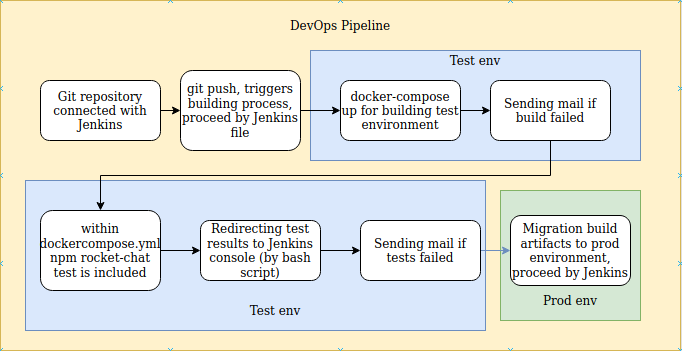 DevOps Pipeline
Test env
Git repository
connected with
Jenkins
git push, triggers
building process,
proceed by Jenkins
file
docker-compose
up for building test
environment
Sending mail if
build failed
within
dockercompose.yml
npm rocket-chat
test is included
Redirecting test
results to Jenkins
console (by bash
script)
Sending mail if
tests failed
Migration build
artifacts to prod
environment,
proceed by Jenkins
Test env
Prod env